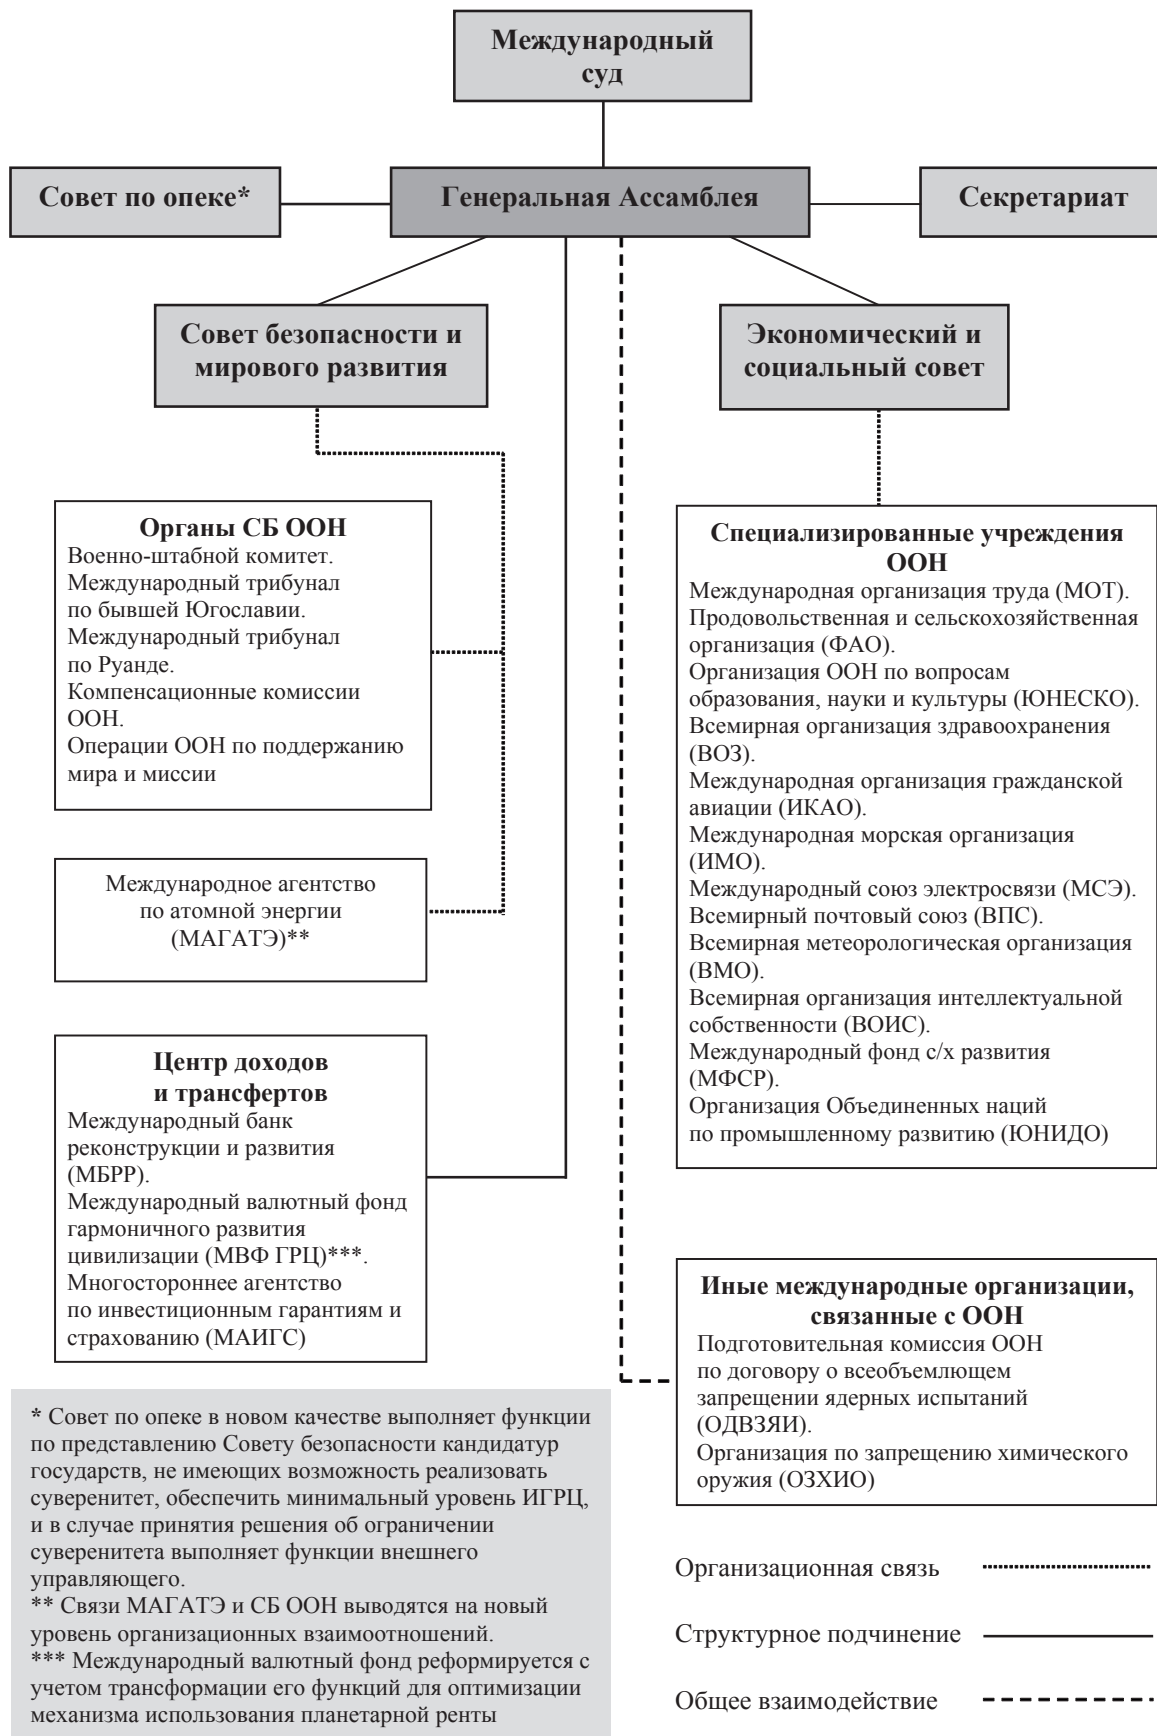 Международный
суд
Совет по опеке*
Генеральная Ассамблея
Секретариат
Совет безопасности и
мирового развития
Экономический и
социальный совет
Органы СБ ООН
Военно-штабной комитет.
Международный трибунал
по бывшей Югославии.
Международный трибунал
по Руанде.
Компенсационные комиссии
ООН.
Операции ООН по поддержанию
мира и миссии
Международное агентство
по атомной энергии
(МАГАТЭ)**
Центр доходов
и трансфертов
Международный банк
реконструкции и развития
(МБРР).
Международный валютный фонд
гармоничного развития
цивилизации (МВФ ГРЦ)***.
Многостороннее агентство
по инвестиционным гарантиям и
страхованию (МАИГС)
Специализированные учреждения
ООН
Международная организация труда (МОТ).
Продовольственная и сельскохозяйственная
организация (ФАО).
Организация ООН по вопросам
образования, науки и культуры (ЮНЕСКО).
Всемирная организация здравоохранения
(ВОЗ).
Международная организация гражданской
авиации (ИКАО).
Международная морская организация
(ИМО).
Международный союз электросвязи (МСЭ).
Всемирный почтовый союз (ВПС).
Всемирная метеорологическая организация
(ВМО).
Всемирная организация интеллектуальной
собственности (ВОИС).
Международный фонд с/х развития
(МФСР).
Организация Объединенных наций
по промышленному развитию (ЮНИДО)
Иные международные организации,
связанные с ООН
Подготовительная комиссия ООН
по договору о всеобъемлющем
запрещении ядерных испытаний
(ОДВЗЯИ).
Организация по запрещению химического
оружия (ОЗХИО)
* Совет по опеке в новом качестве выполняет функции
по представлению Совету безопасности кандидатур
государств, не имеющих возможность реализовать
суверенитет, обеспечить минимальный уровень ИГРЦ,
и в случае принятия решения об ограничении
суверенитета выполняет функции внешнего
управляющего.
** Связи МАГАТЭ и СБ ООН выводятся на новый
уровень организационных взаимоотношений.
*** Международный валютный фонд реформируется с
учетом трансформации его функций для оптимизации
механизма использования планетарной ренты
Организационная связь
Структурное подчинение
Общее взаимодействие